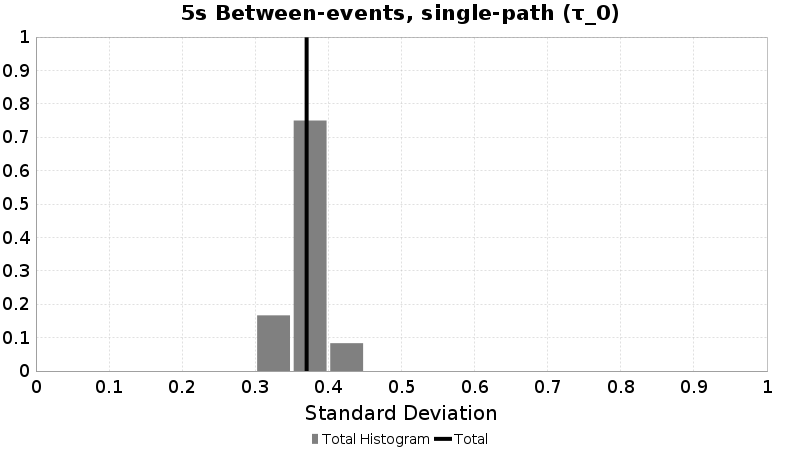 5s Between-events, single-path (τ_0)
1
0.9
0.8
0.7
0.6
0.5
0.4
0.3
0.2
0.1
0
0 0.1 0.2 0.3 0.4 0.5 0.6 0.7 0.8 0.9 1
Standard Deviation
Total Histogram Total